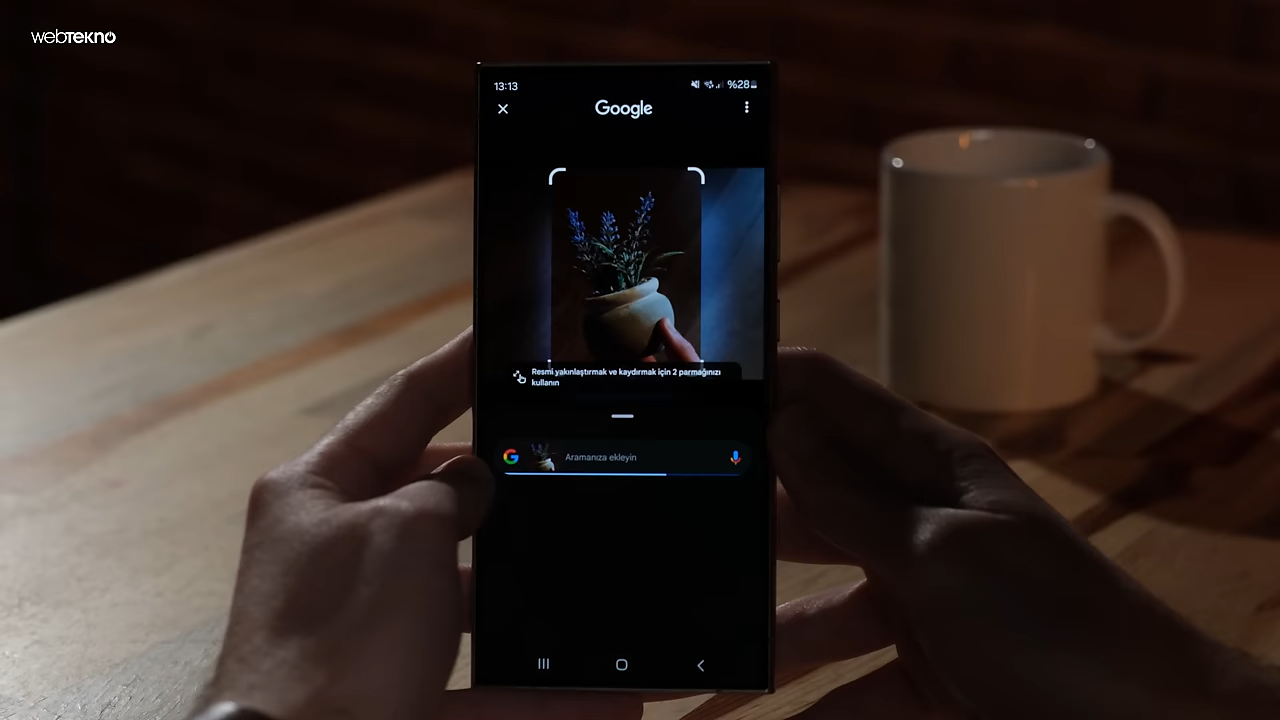 webTEKNO
13:13
%28
Google
Resmi yakınlaştırmak ve kaydırmak için 2 parmağınızı
kullanın
Aramanıza ekleyin